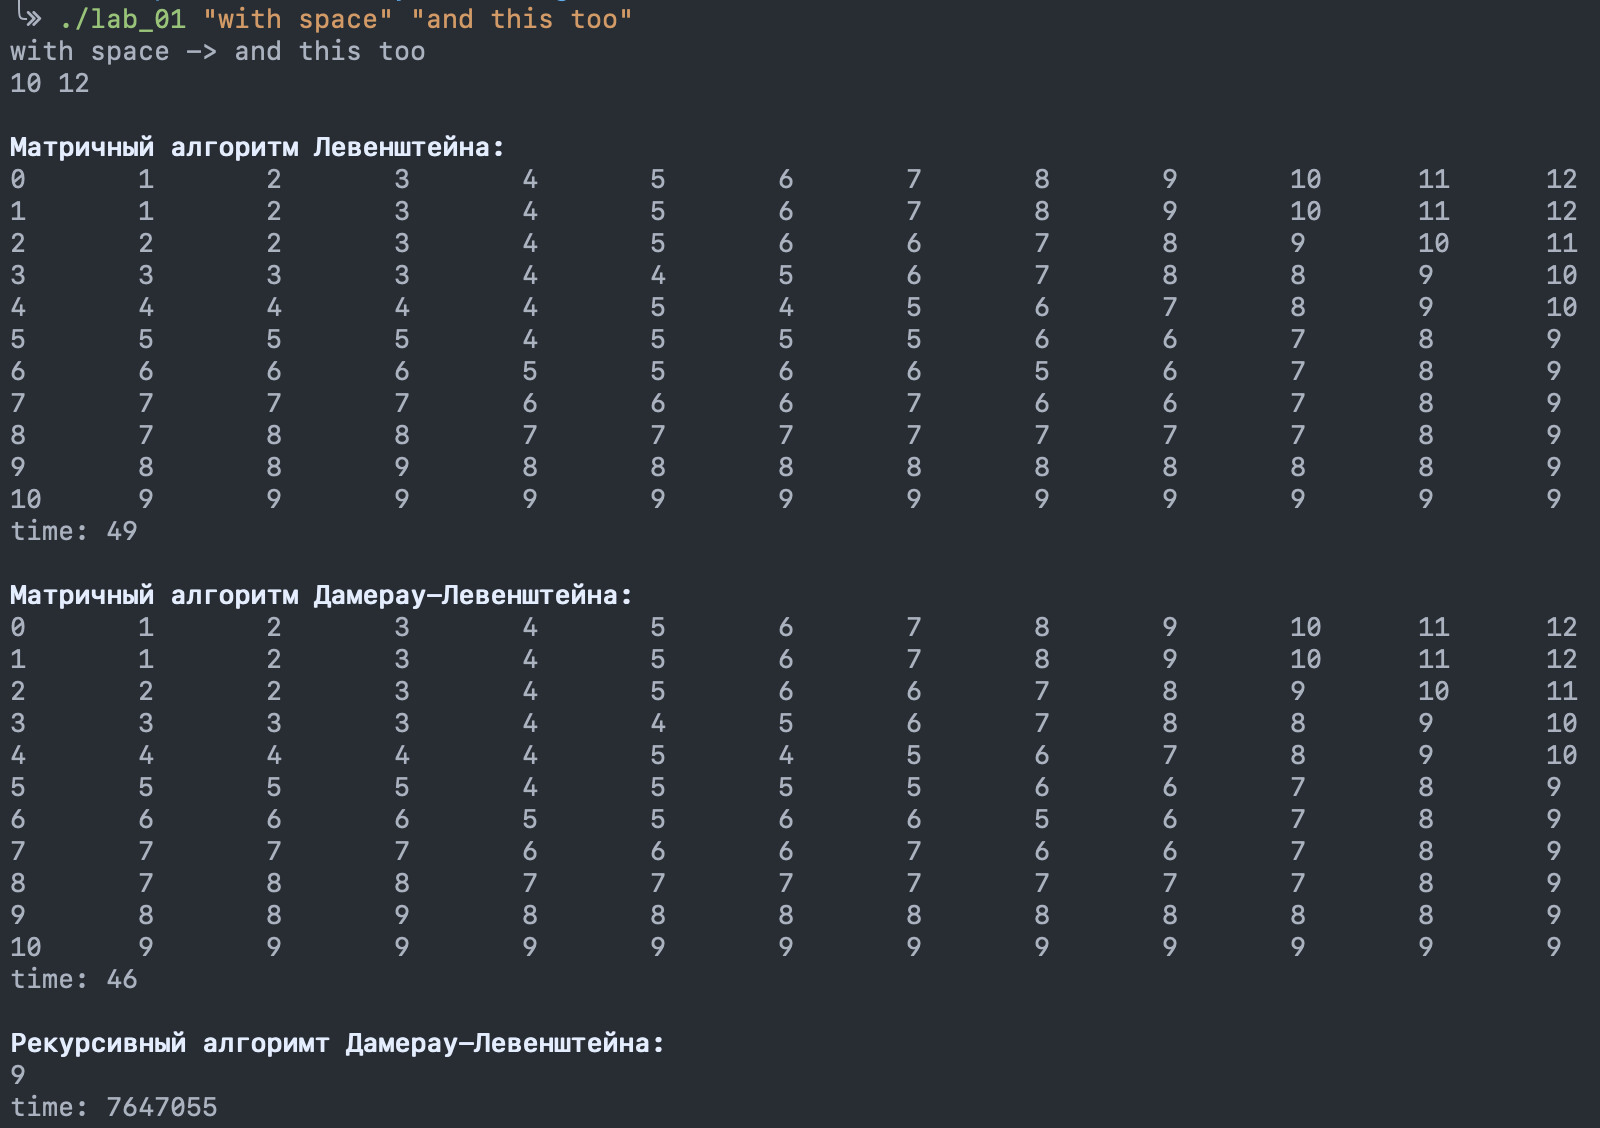 ╰─» ./lab_01 "with space" "and this too"
with space -> and this too
10 12
Матричный алгоритм Левенштейна:
0 1 2 3 4 5 6 7 8 9 10 11 12
1 1 2 3 4 5 6 7 8 9 10 11 12
2 2 2 3 4 5 6 6 7 8 9 10 11
3 3 3 3 4 4 5 6 7 8 8 9 10
4 4 4 4 4 5 4 5 6 7 8 9 10
5 5 5 5 4 5 5 5 6 6 7 8 9
6 6 6 6 5 5 6 6 5 6 7 8 9
7 7 7 7 6 6 6 7 6 6 7 8 9
8 7 8 8 7 7 7 7 7 7 7 8 9
9 8 8 9 8 8 8 8 8 8 8 8 9
10 9 9 9 9 9 9 9 9 9 9 9 9
time: 49
Матричный алгоритм Дамерау-Левенштейна:
0 1 2 3 4 5 6 7 8 9 10 11 12
1 1 2 3 4 5 6 7 8 9 10 11 12
2 2 2 3 4 5 6 6 7 8 9 10 11
3 3 3 3 4 4 5 6 7 8 8 9 10
4 4 4 4 4 5 4 5 6 7 8 9 10
5 5 5 5 4 5 5 5 6 6 7 8 9
6 6 6 6 5 5 6 6 5 6 7 8 9
7 7 7 7 6 6 6 7 6 6 7 8 9
8 7 8 8 7 7 7 7 7 7 7 8 9
9 8 8 9 8 8 8 8 8 8 8 8 9
10 9 9 9 9 9 9 9 9 9 9 9 9
time: 46
Рекурсивный алгоримт Дамерау-Левенштейна:
9
time: 7647055